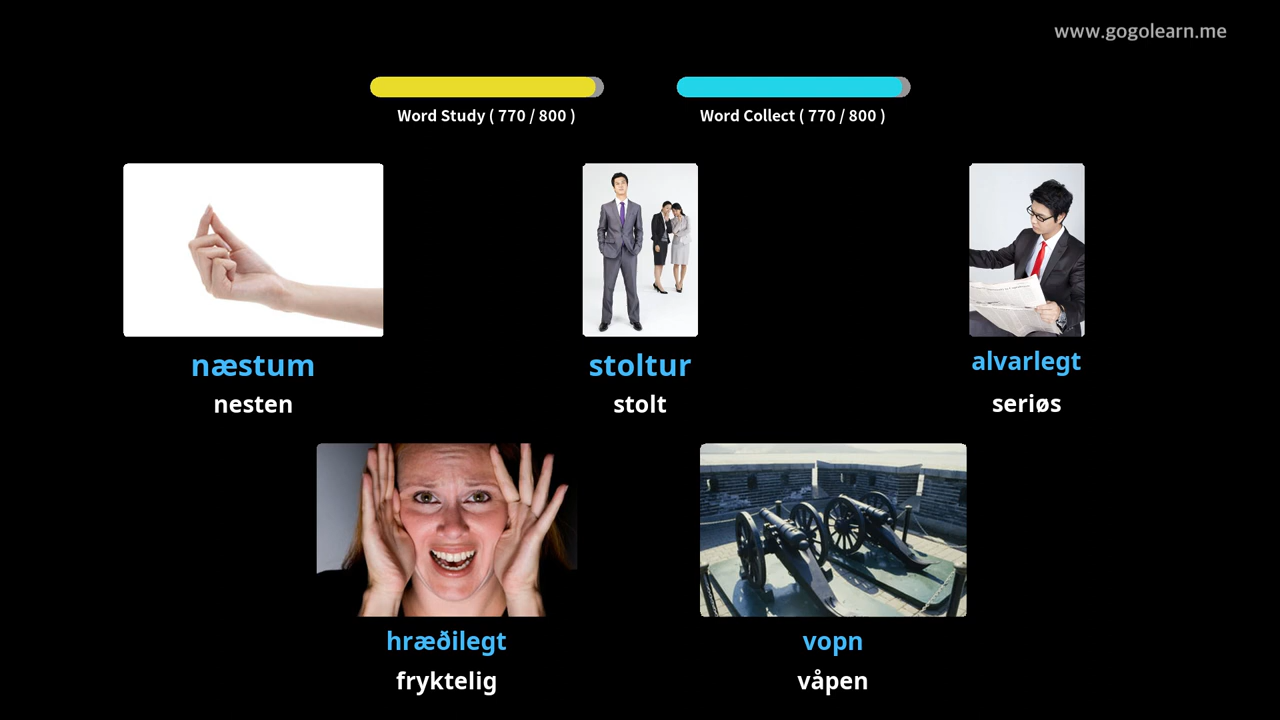 www.gogolearn.me
Word Study ( 770 / 800 )
Word Collect ( 770 / 800 )
næstum
nesten
stoltur
stolt
alvarlegt
seriøs
hræðilegt
fryktelig
vopn
våpen